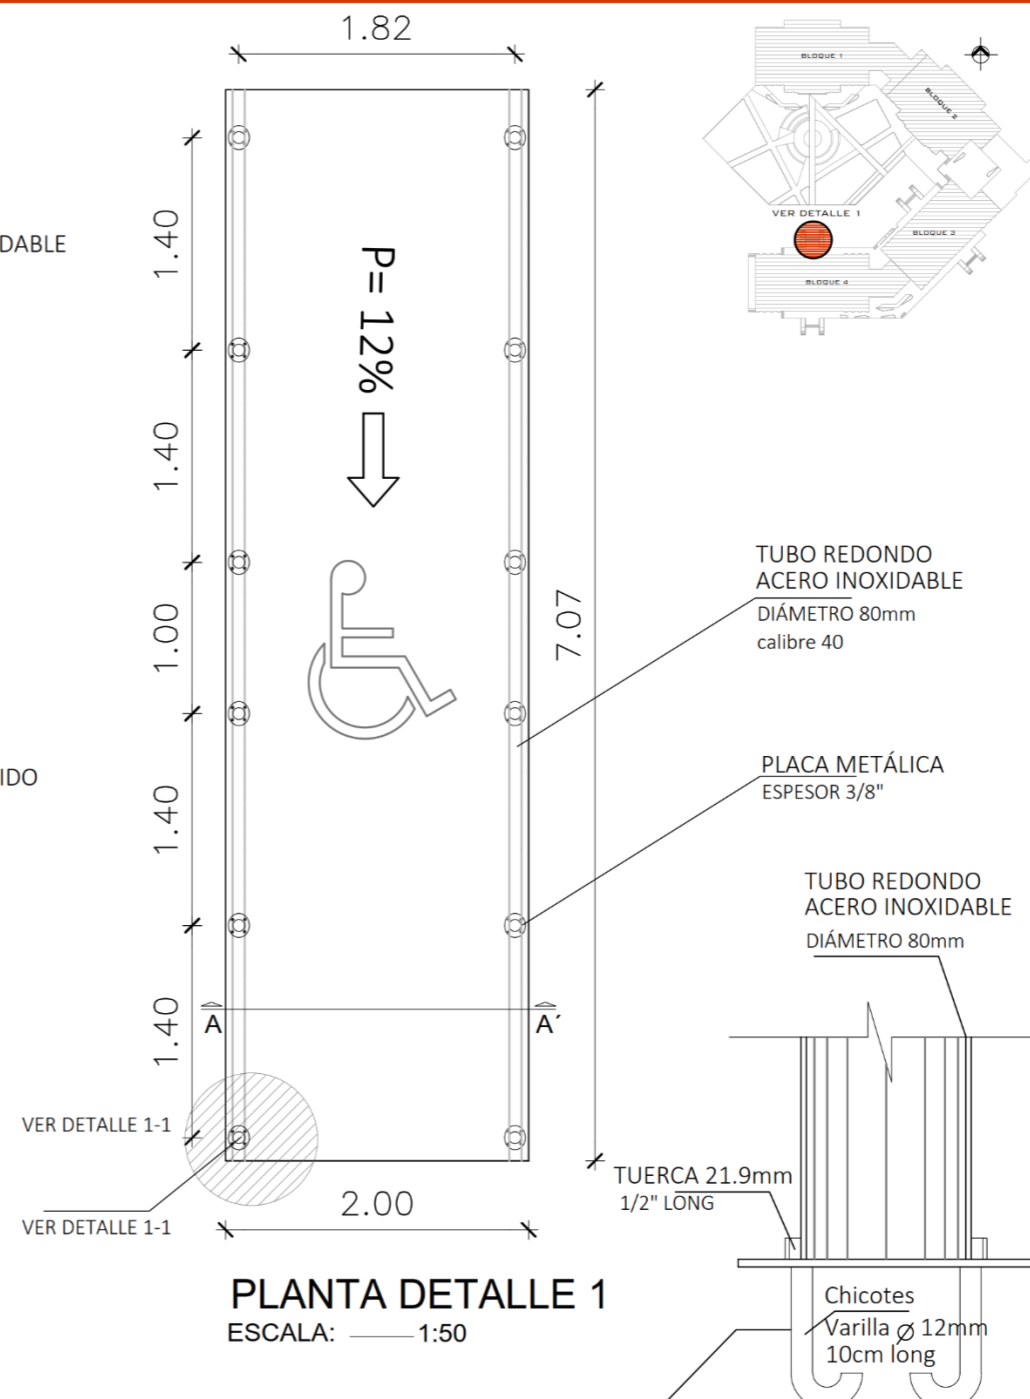 1.82
BLOQUE 1
BLOQUE 2
VER DETALLE 1
BLOQUE 3
BLOQUE 4
DABLE
1.40
P= 12%
1.40
1.00
7.07
TUBO REDONDO
ACERO INOXIDABLE
DIÁMETRO 80mm
calibre 40
IDO
1.40
PLACA METÁLICA
ESPESOR 3/8"
TUBO REDONDO
ACERO INOXIDABLE
DIÁMETRO 80mm
1.40
A
A´
VER DETALLE 1-1
VER DETALLE 1-1
2.00
TUERCA 21.9mm
1/2" LONG
PLANTA DETALLE 1
ESCALA: 1:50
Chicotes
Varilla ∅ 12mm
10cm long